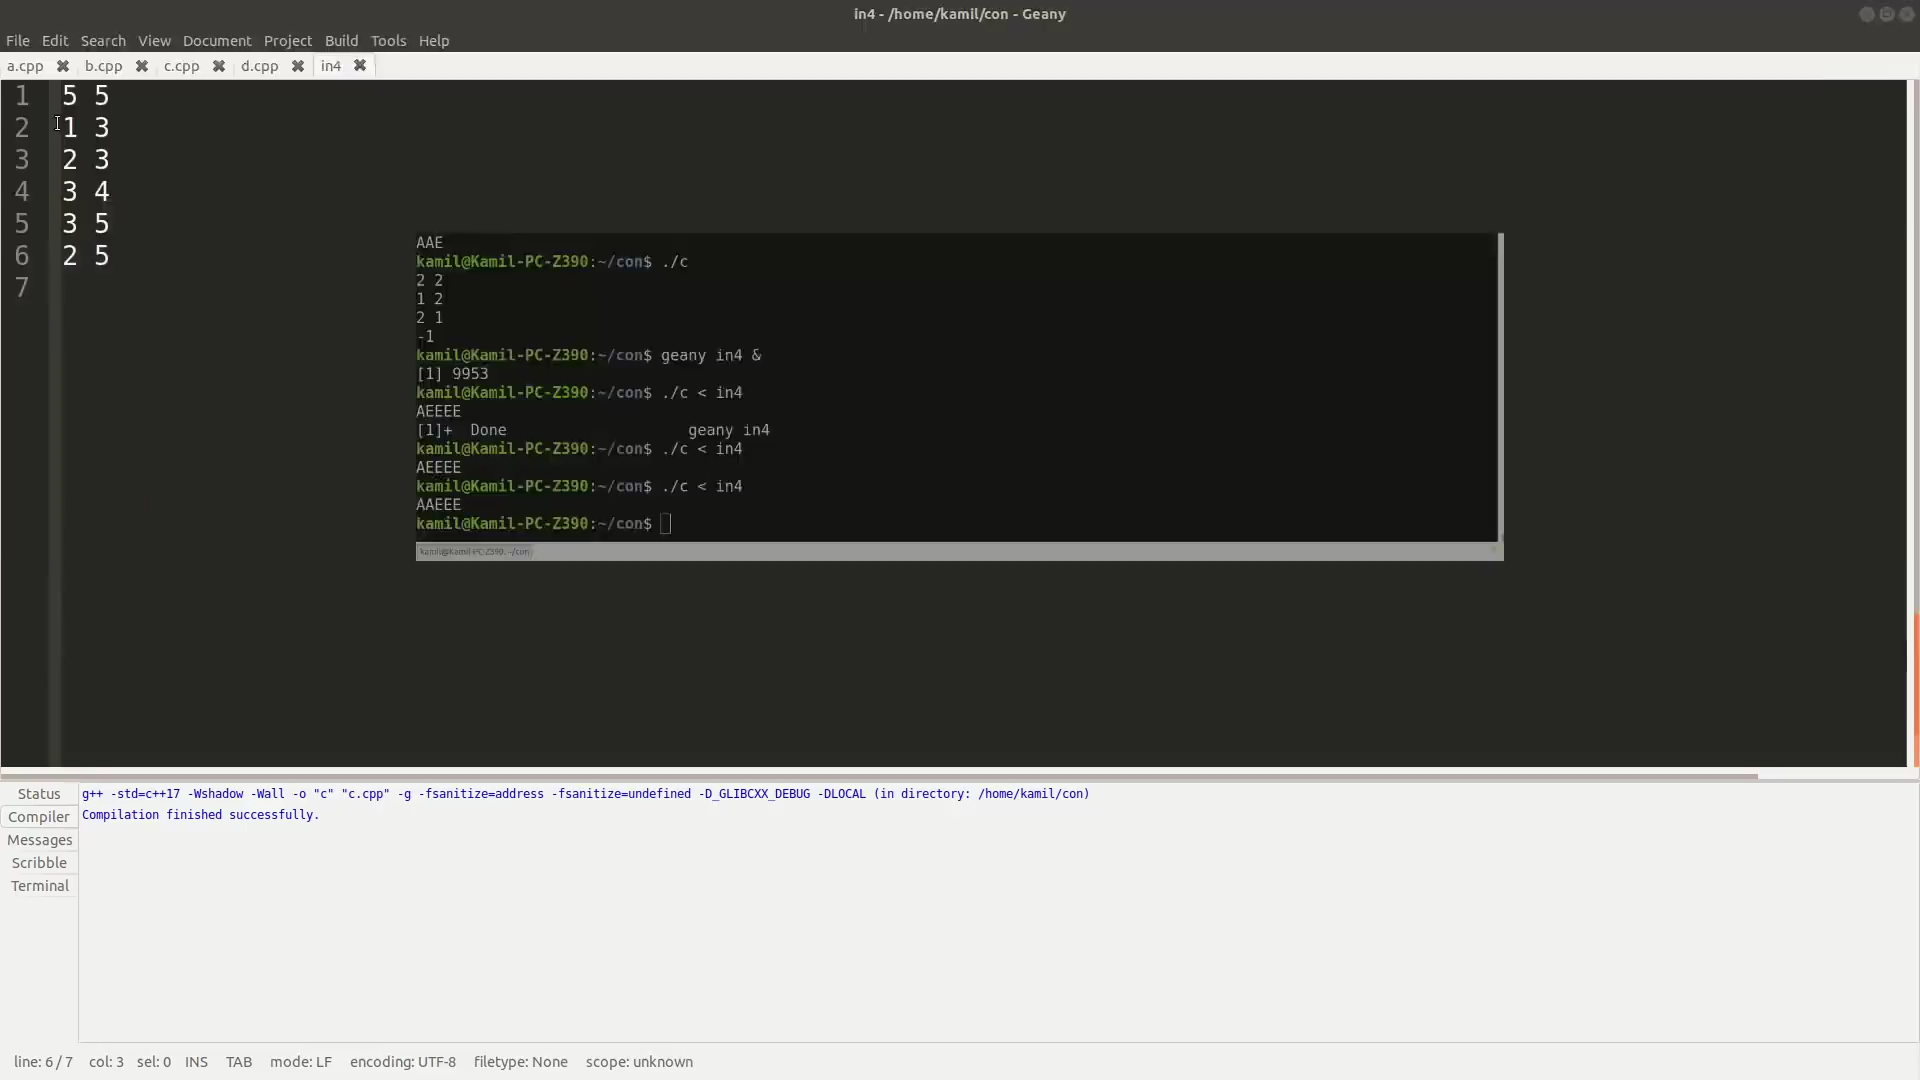 in4 - /home/kamil/con - Geany
File Edit Search View Document Project Build Tools Help
a.cpp b.cpp c.cpp d.cpp in4
1 5 5
2 1 3
3 2 3
4 3 4
5 3 5
6 2 5
7
AAE
kamil@Kamil-PC-Z390:~/con$ ./c
2 2
1 2
2 1
-1
kamil@Kamil-PC-Z390:~/con$ geany in4 &
[1] 9953
kamil@Kamil-PC-Z390:~/con$ ./c < in4
AEEEE
[1]+  Done                    geany in4
kamil@Kamil-PC-Z390:~/con$ ./c < in4
AEEEE
kamil@Kamil-PC-Z390:~/con$ ./c < in4
AAEEE
kamil@Kamil-PC-Z390:~/con$
kamil@Kamil-PC-Z390: ~/con
Status
Compiler
Messages
Scribble
Terminal
g++ -std=c++17 -Wshadow -Wall -o "c" "c.cpp" -g -fsanitize=address -fsanitize=undefined -D_GLIBCXX_DEBUG -DLOCAL (in directory: /home/kamil/con)
Compilation finished successfully.
line: 6 / 7 col: 3 sel: 0 INS TAB mode: LF encoding: UTF-8 filetype: None scope: unknown